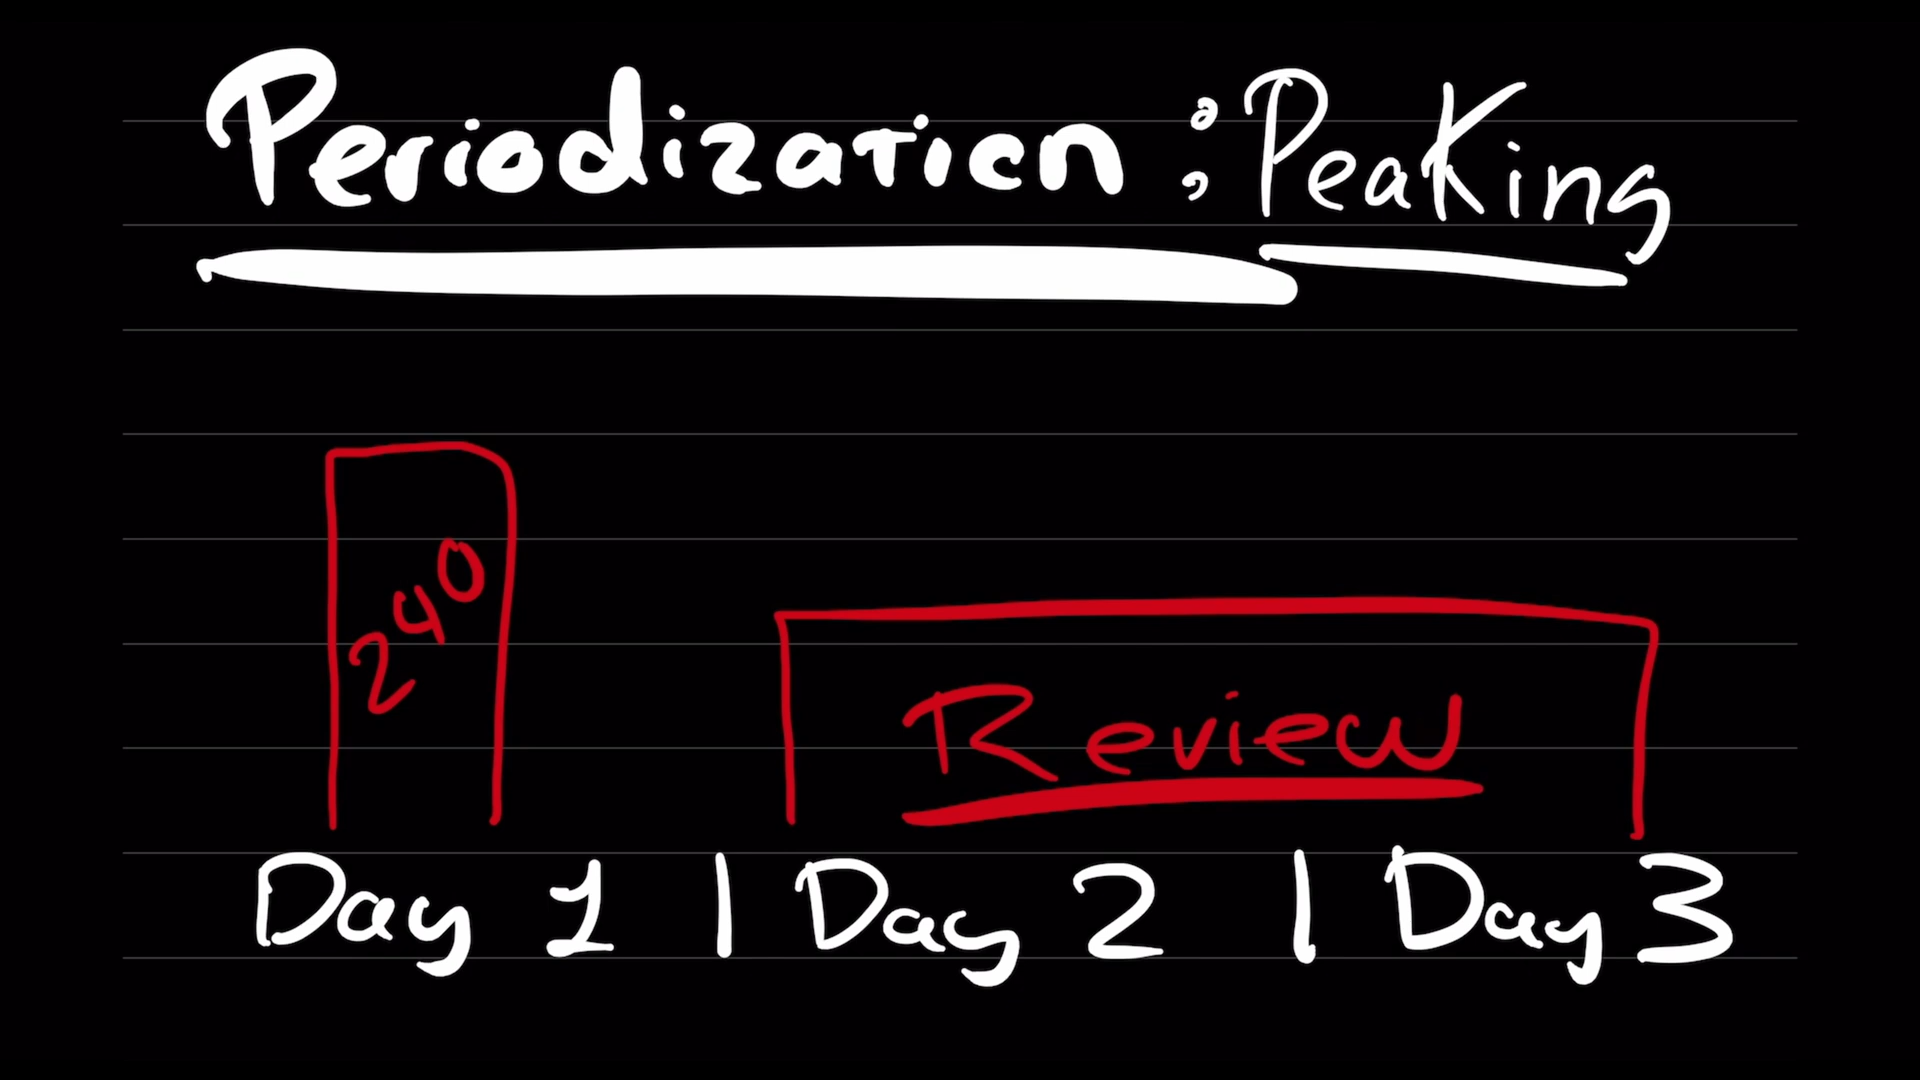 Periodization ; Peaking
240
Review
Day 1 | Day 2 | Day 3